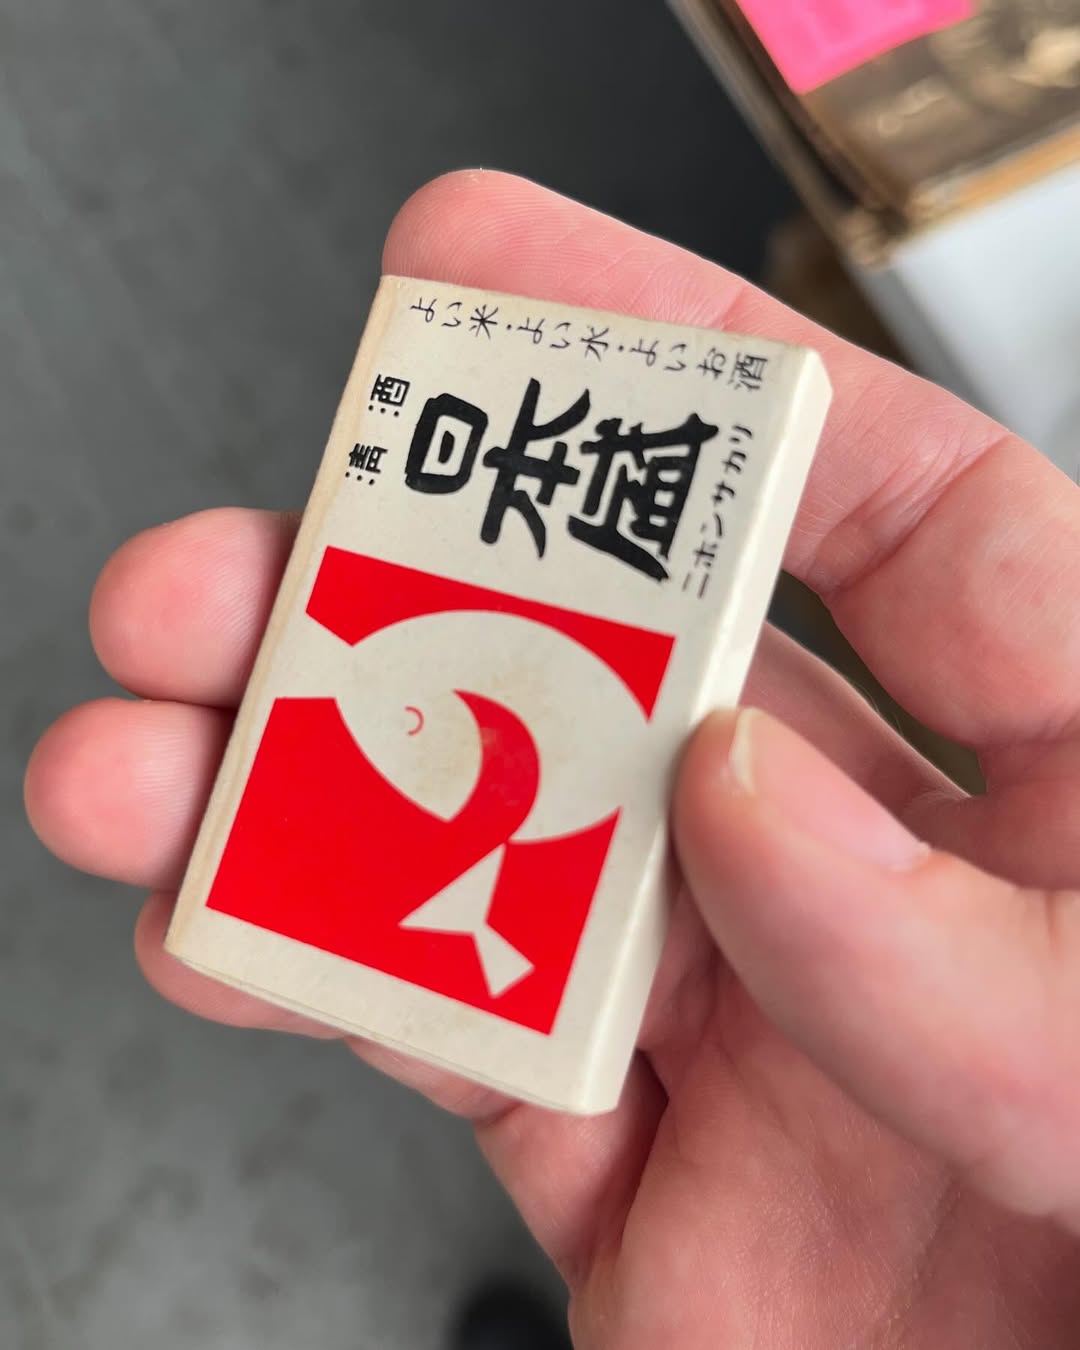 よい米・よい水・よいお酒
清酒
日本盛
ニホンサカリ